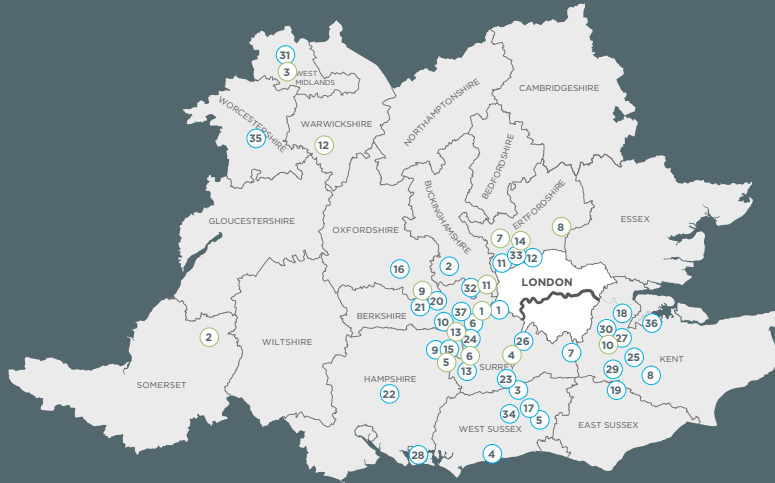 31
3
WEST
MIDLANDS
CAMBRIDGESHIRE
NORTHAMPTONSHIRE
WORCESTERSHIRE
35
WARWICKSHIRE
12
BEDFORDSHIRE
BUCKINGHAMSHIRE
ERTFORDSHIRE
GLOUCESTERSHIRE
OXFORDSHIRE
ESSEX
8
7
14
33
12
11
16
2
LONDON
32
11
9
20
21
BERKSHIRE
37
1
1
10
6
13
24
18
36
30
27
10
WILTSHIRE
2
9
15
5
6
13
SURREY
4
26
7
25
KENT
29
8
19
SOMERSET
HAMPSHIRE
22
23
3
17
34
5
WEST SUSSEX
EAST SUSSEX
28
4